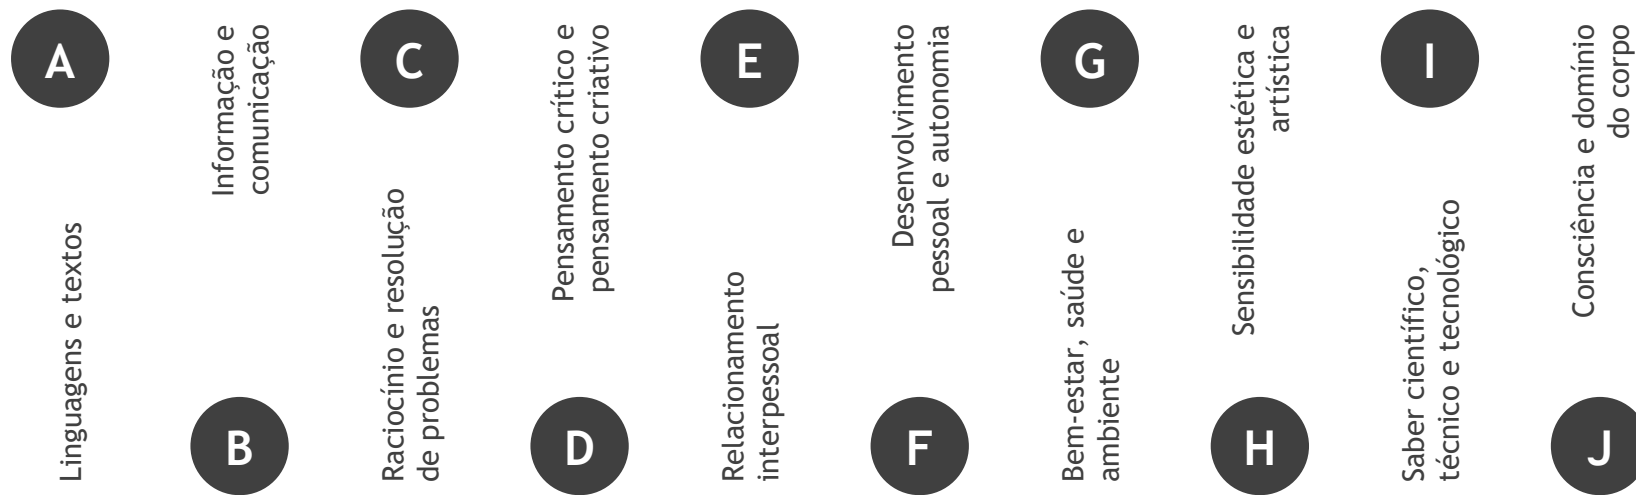 A
Linguagens e textos
B
Informação e
comunicação
C
Raciocínio e resolução
de problemas
D
Pensamento crítico e
pensamento criativo
E
Relacionamento
interpessoal
F
Desenvolvimento
pessoal e autonomia
G
Bem-estar, saúde e
ambiente
H
Sensibilidade estética e
artística
I
Saber científico,
técnico e tecnológico
J
Consciência e domínio
do corpo